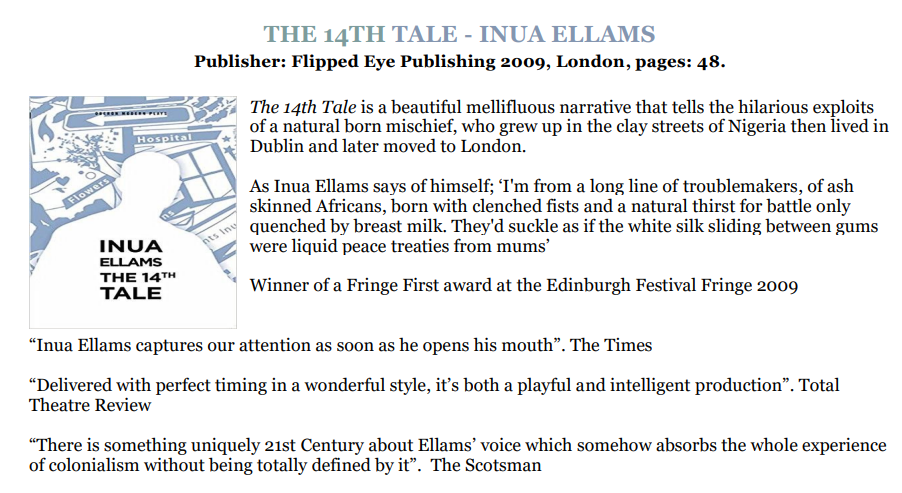 THE 14TH TALE - INUA ELLAMS
Publisher: Flipped Eye Publishing 2009, London, pages: 48.
Hospital
Flowers
INUA
ELLAMS
THE 14TH
TALE
The 14th Tale is a beautiful mellifluous narrative that tells the hilarious exploits
of a natural born mischief, who grew up in the clay streets of Nigeria then lived in
Dublin and later moved to London.
As Inua Ellams says of himself; ‘I'm from a long line of troublemakers, of ash
skinned Africans, born with clenched fists and a natural thirst for battle only
quenched by breast milk. They'd suckle as if the white silk sliding between gums
were liquid peace treaties from mums’
Winner of a Fringe First award at the Edinburgh Festival Fringe 2009
“Inua Ellams captures our attention as soon as he opens his mouth”. The Times
“Delivered with perfect timing in a wonderful style, it’s both a playful and intelligent production”. Total
Theatre Review
“There is something uniquely 21st Century about Ellams’ voice which somehow absorbs the whole experience
of colonialism without being totally defined by it”.  The Scotsman